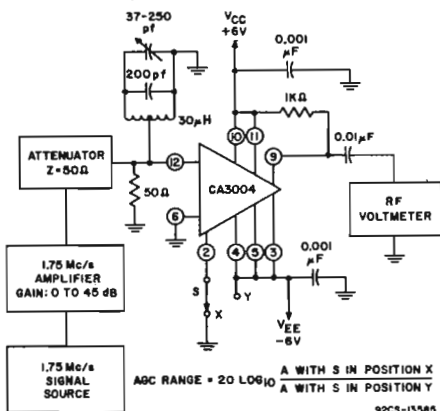 37-250
pf
200pf
30μH
VCC
+6V
0.001
μF
1KΩ
10
11
9
0.01μF
ATTENUATOR
Z=50Ω
12
CA3004
50Ω
6
RF
VOLTMETER
2
4
5
3
0.001
μF
1.75 Mc/s
AMPLIFIER
GAIN: 0 TO 45 dB
S
X
Y
VEE
-6V
1.75 Mc/s
SIGNAL
SOURCE
AGC RANGE = 20 LOG10 A WITH S IN POSITION X
A WITH S IN POSITION Y
92CS-13585